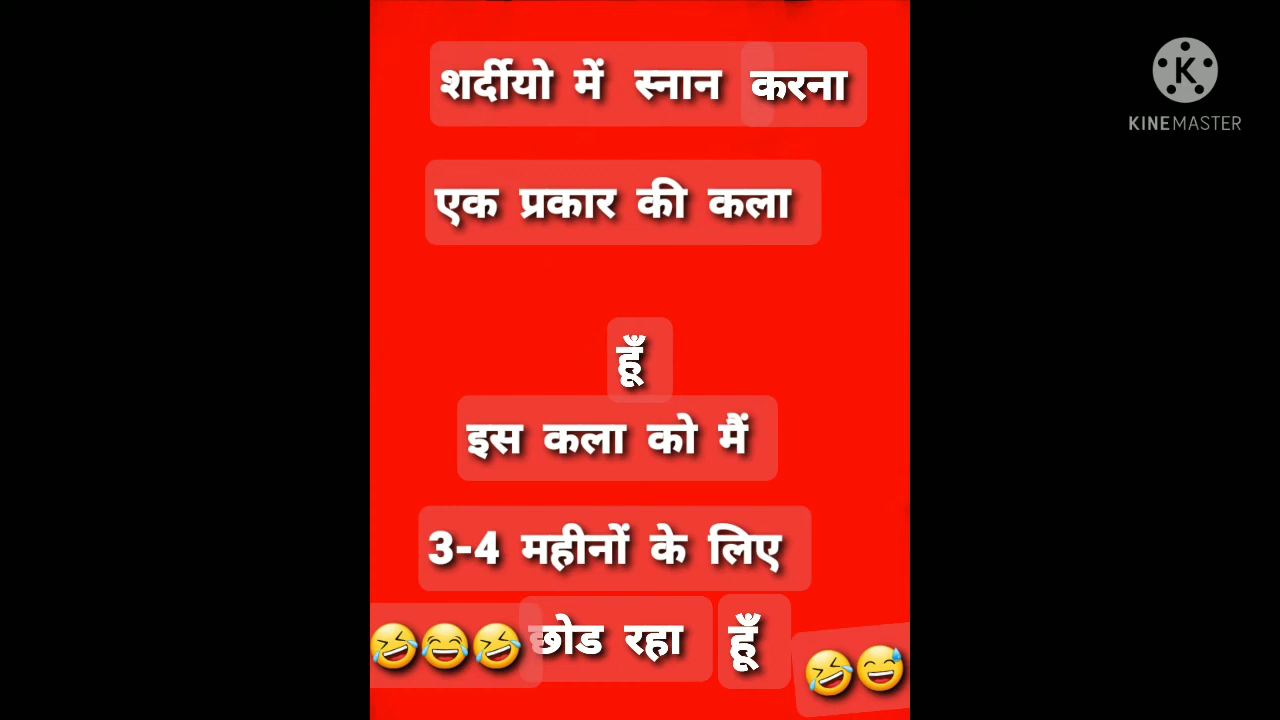 शर्दीयो में स्नान करना
KINEMASTER
एक प्रकार की कला
हूँ
इस कला को मैं
3-4 महीनों के लिए
छोड रहा हूँ